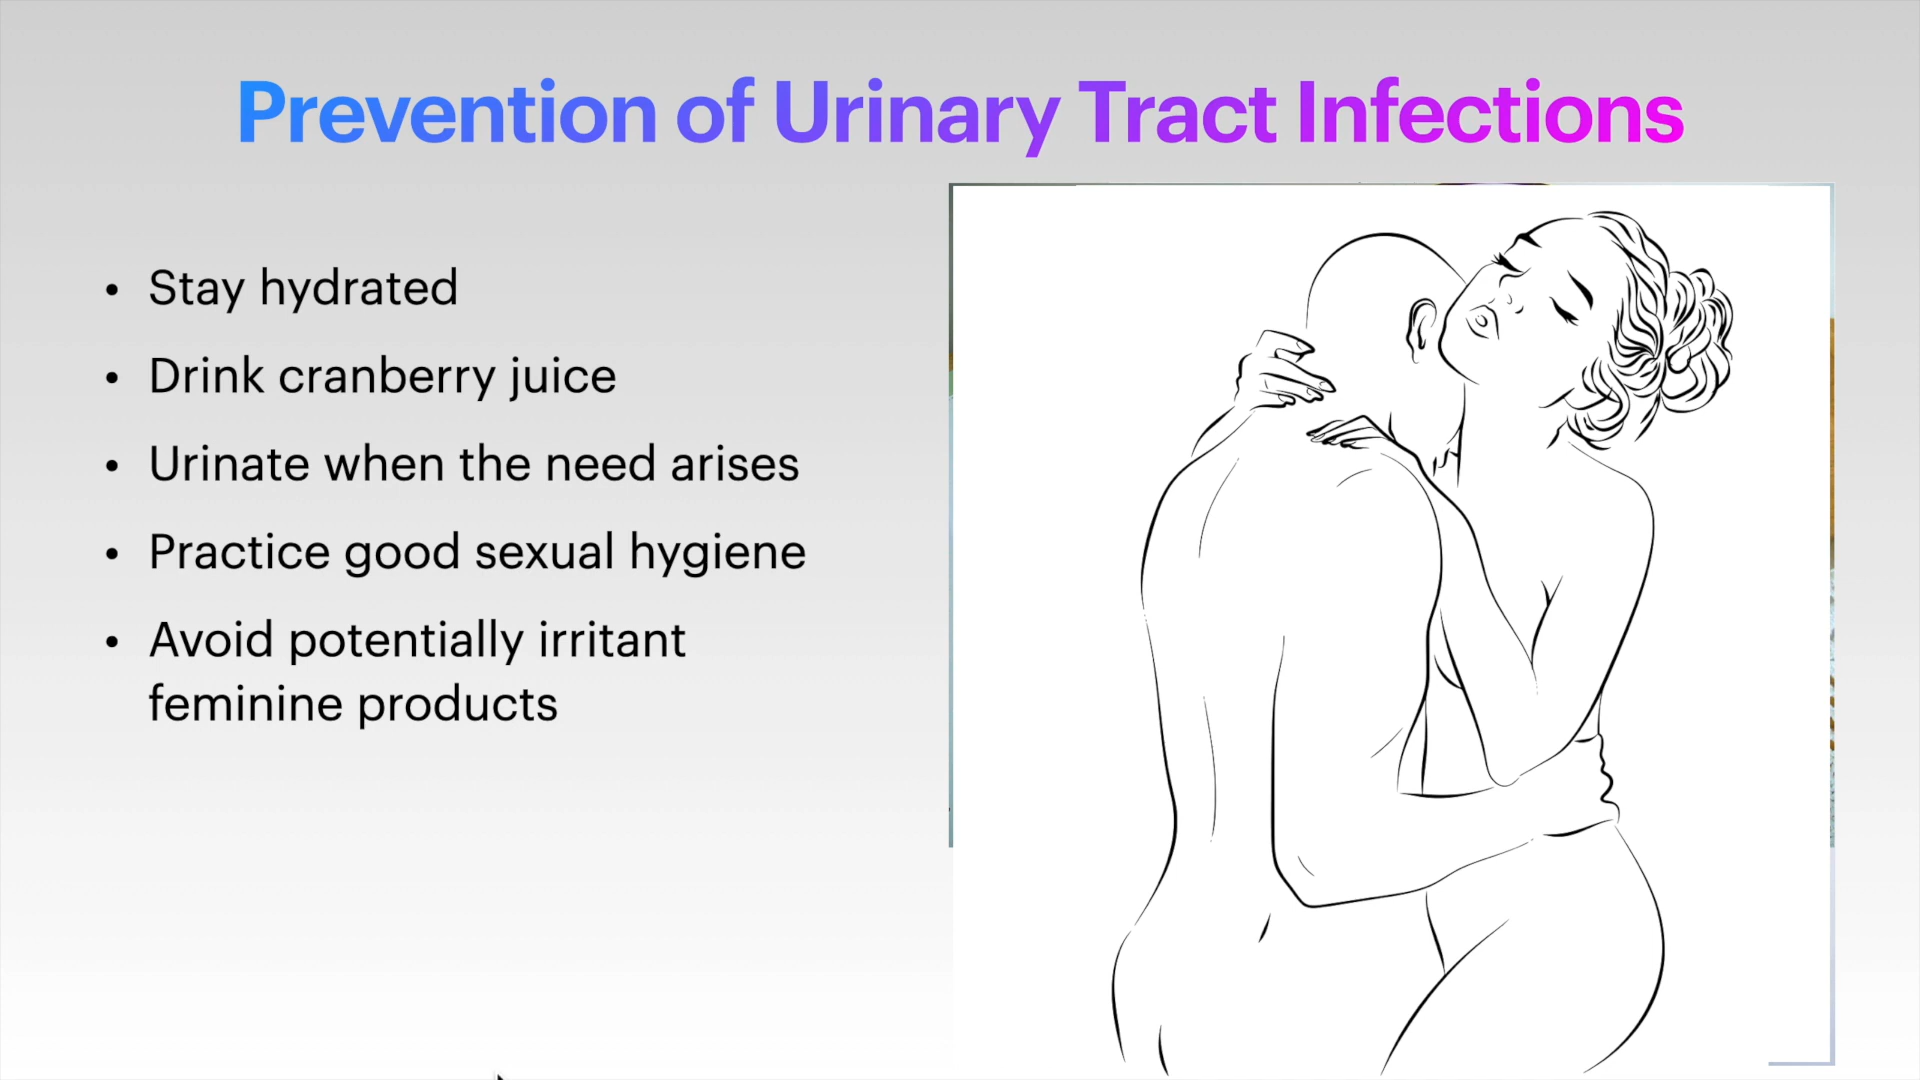 Prevention of Urinary Tract Infections
• Stay hydrated
• Drink cranberry juice
• Urinate when the need arises
• Practice good sexual hygiene
• Avoid potentially irritant
feminine products